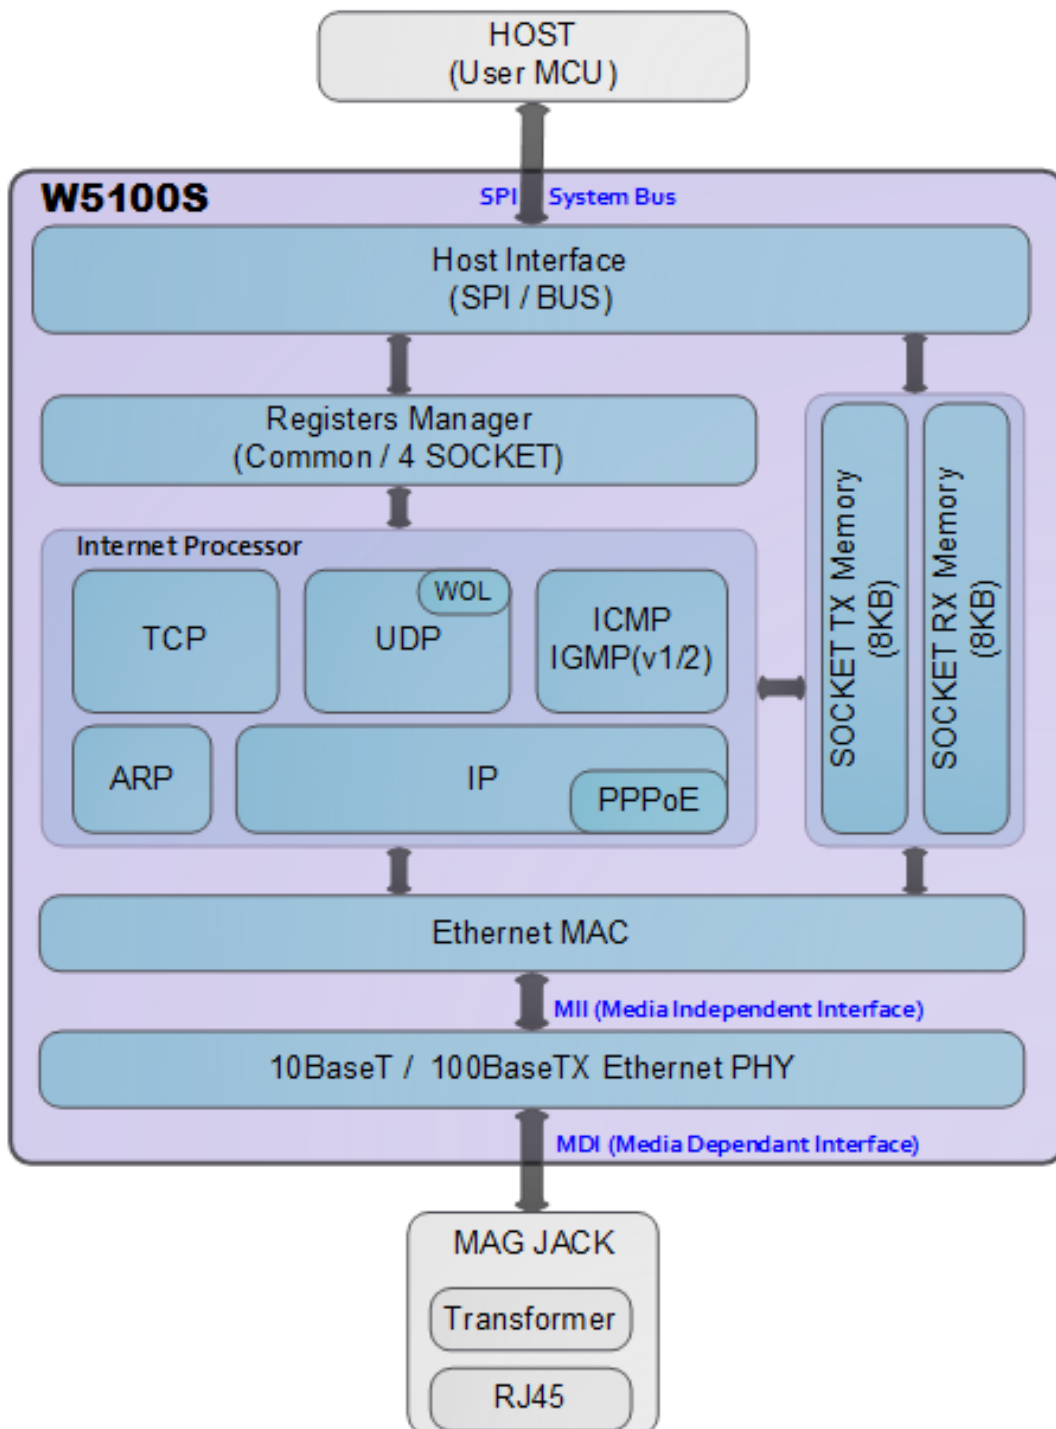 HOST
(User MCU)
W5100S
SPI
System Bus
Host Interface
(SPI / BUS)
Registers Manager
(Common / 4 SOCKET)
Internet Processor
TCP
UDP
WOL
ICMP
IGMP(v1/2)
ARP
IP
PPPoE
SOCKET TX Memory
(8KB)
SOCKET RX Memory
(8KB)
Ethernet MAC
MII (Media Independent Interface)
10BaseT / 100BaseTX Ethernet PHY
MDI (Media Dependant Interface)
MAG JACK
Transformer
RJ45